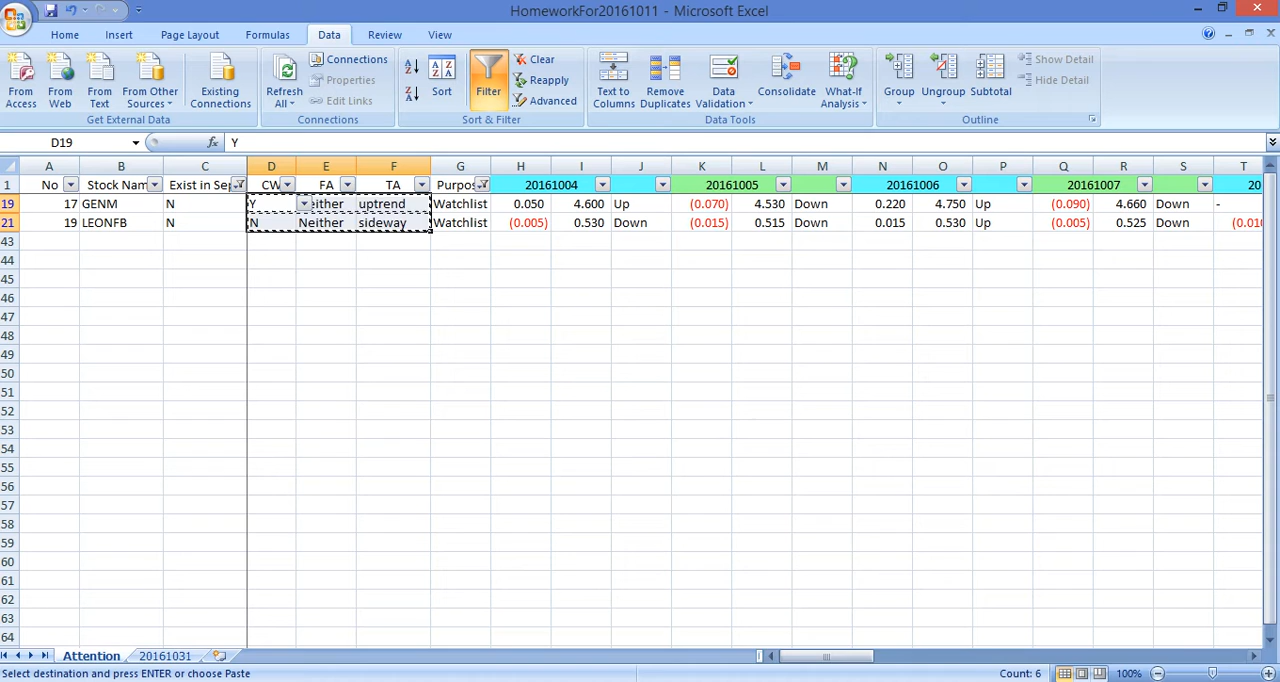 HomeworkFor20161011 - Microsoft Excel
Home Insert Page Layout Formulas Data Review View
From Access
From Web
From Text
From Other Sources
Existing Connections
Get External Data
Refresh All
Connections
Properties
Edit Links
Connections
Sort
Filter
Clear
Reapply
Advanced
Sort & Filter
Text to Columns
Remove Duplicates
Data Validation
Consolidate
What-If Analysis
Data Tools
Group
Ungroup
Subtotal
Show Detail
Hide Detail
Outline
D19 fx Y
A B C D E F G H I J K L M N O P Q R S T
1 No Stock Nam Exist in Se CW FA TA Purpos 20161004 20161005 20161006 20161007 20
19 17 GENM N Y either uptrend Watchlist 0.050 4.600 Up (0.070) 4.530 Down 0.220 4.750 Up (0.090) 4.660 Down -
21 19 LEONFB N N Neither sideway Watchlist (0.005) 0.530 Down (0.015) 0.515 Down 0.015 0.530 Up (0.005) 0.525 Down (0.010
43
44
45
46
47
48
49
50
51
52
53
54
55
56
57
58
59
60
61
62
63
64
Attention 20161031
Select destination and press ENTER or choose Paste Count: 6 100%